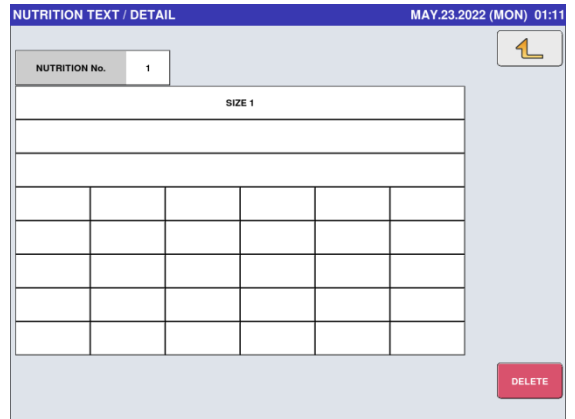 NUTRITION TEXT / DETAIL MAY.23.2022 (MON) 01:11
NUTRITION No. 1
SIZE 1
DELETE